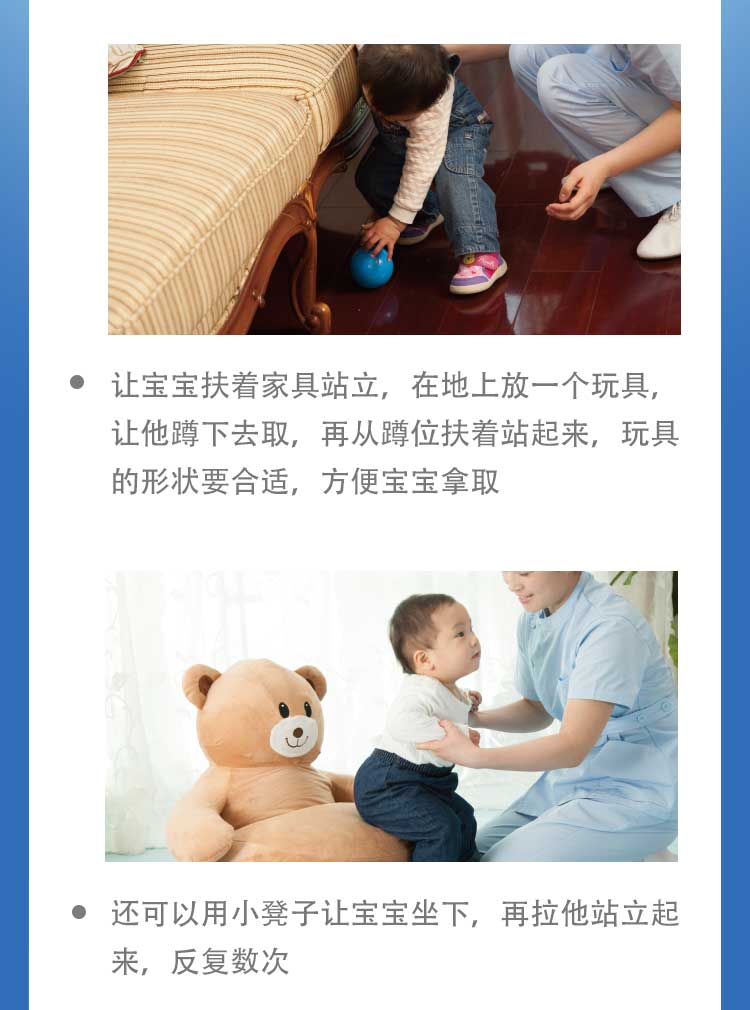 让宝宝扶着家具站立，在地上放一个玩具，
让他蹲下去取，再从蹲位扶着站起来，玩具
的形状要合适，方便宝宝拿取
还可以用小凳子让宝宝坐下，再拉他站立起
来，反复数次